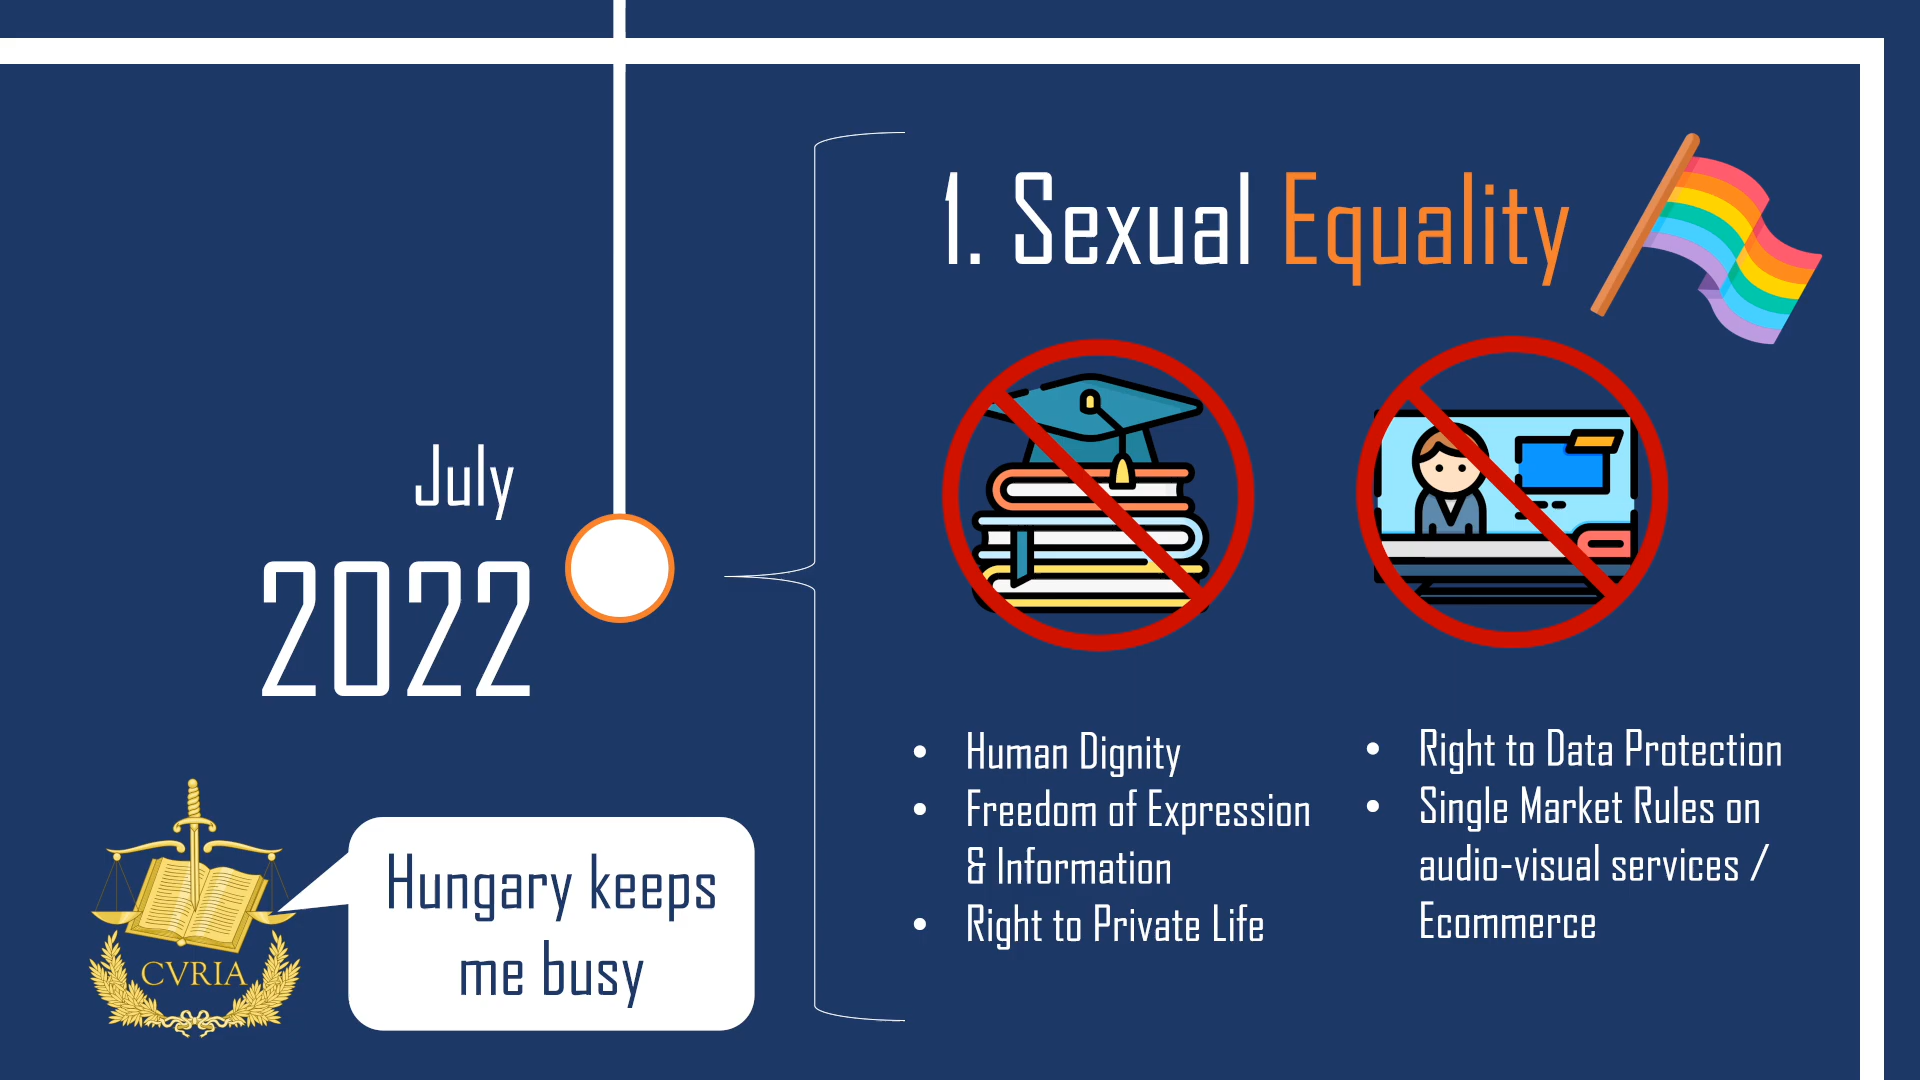 1. Sexual Equality
July
2022
• Human Dignity
• Freedom of Expression
& Information
• Right to Private Life
• Right to Data Protection
• Single Market Rules on
audio-visual services /
Ecommerce
Hungary keeps
me busy
CVRIA